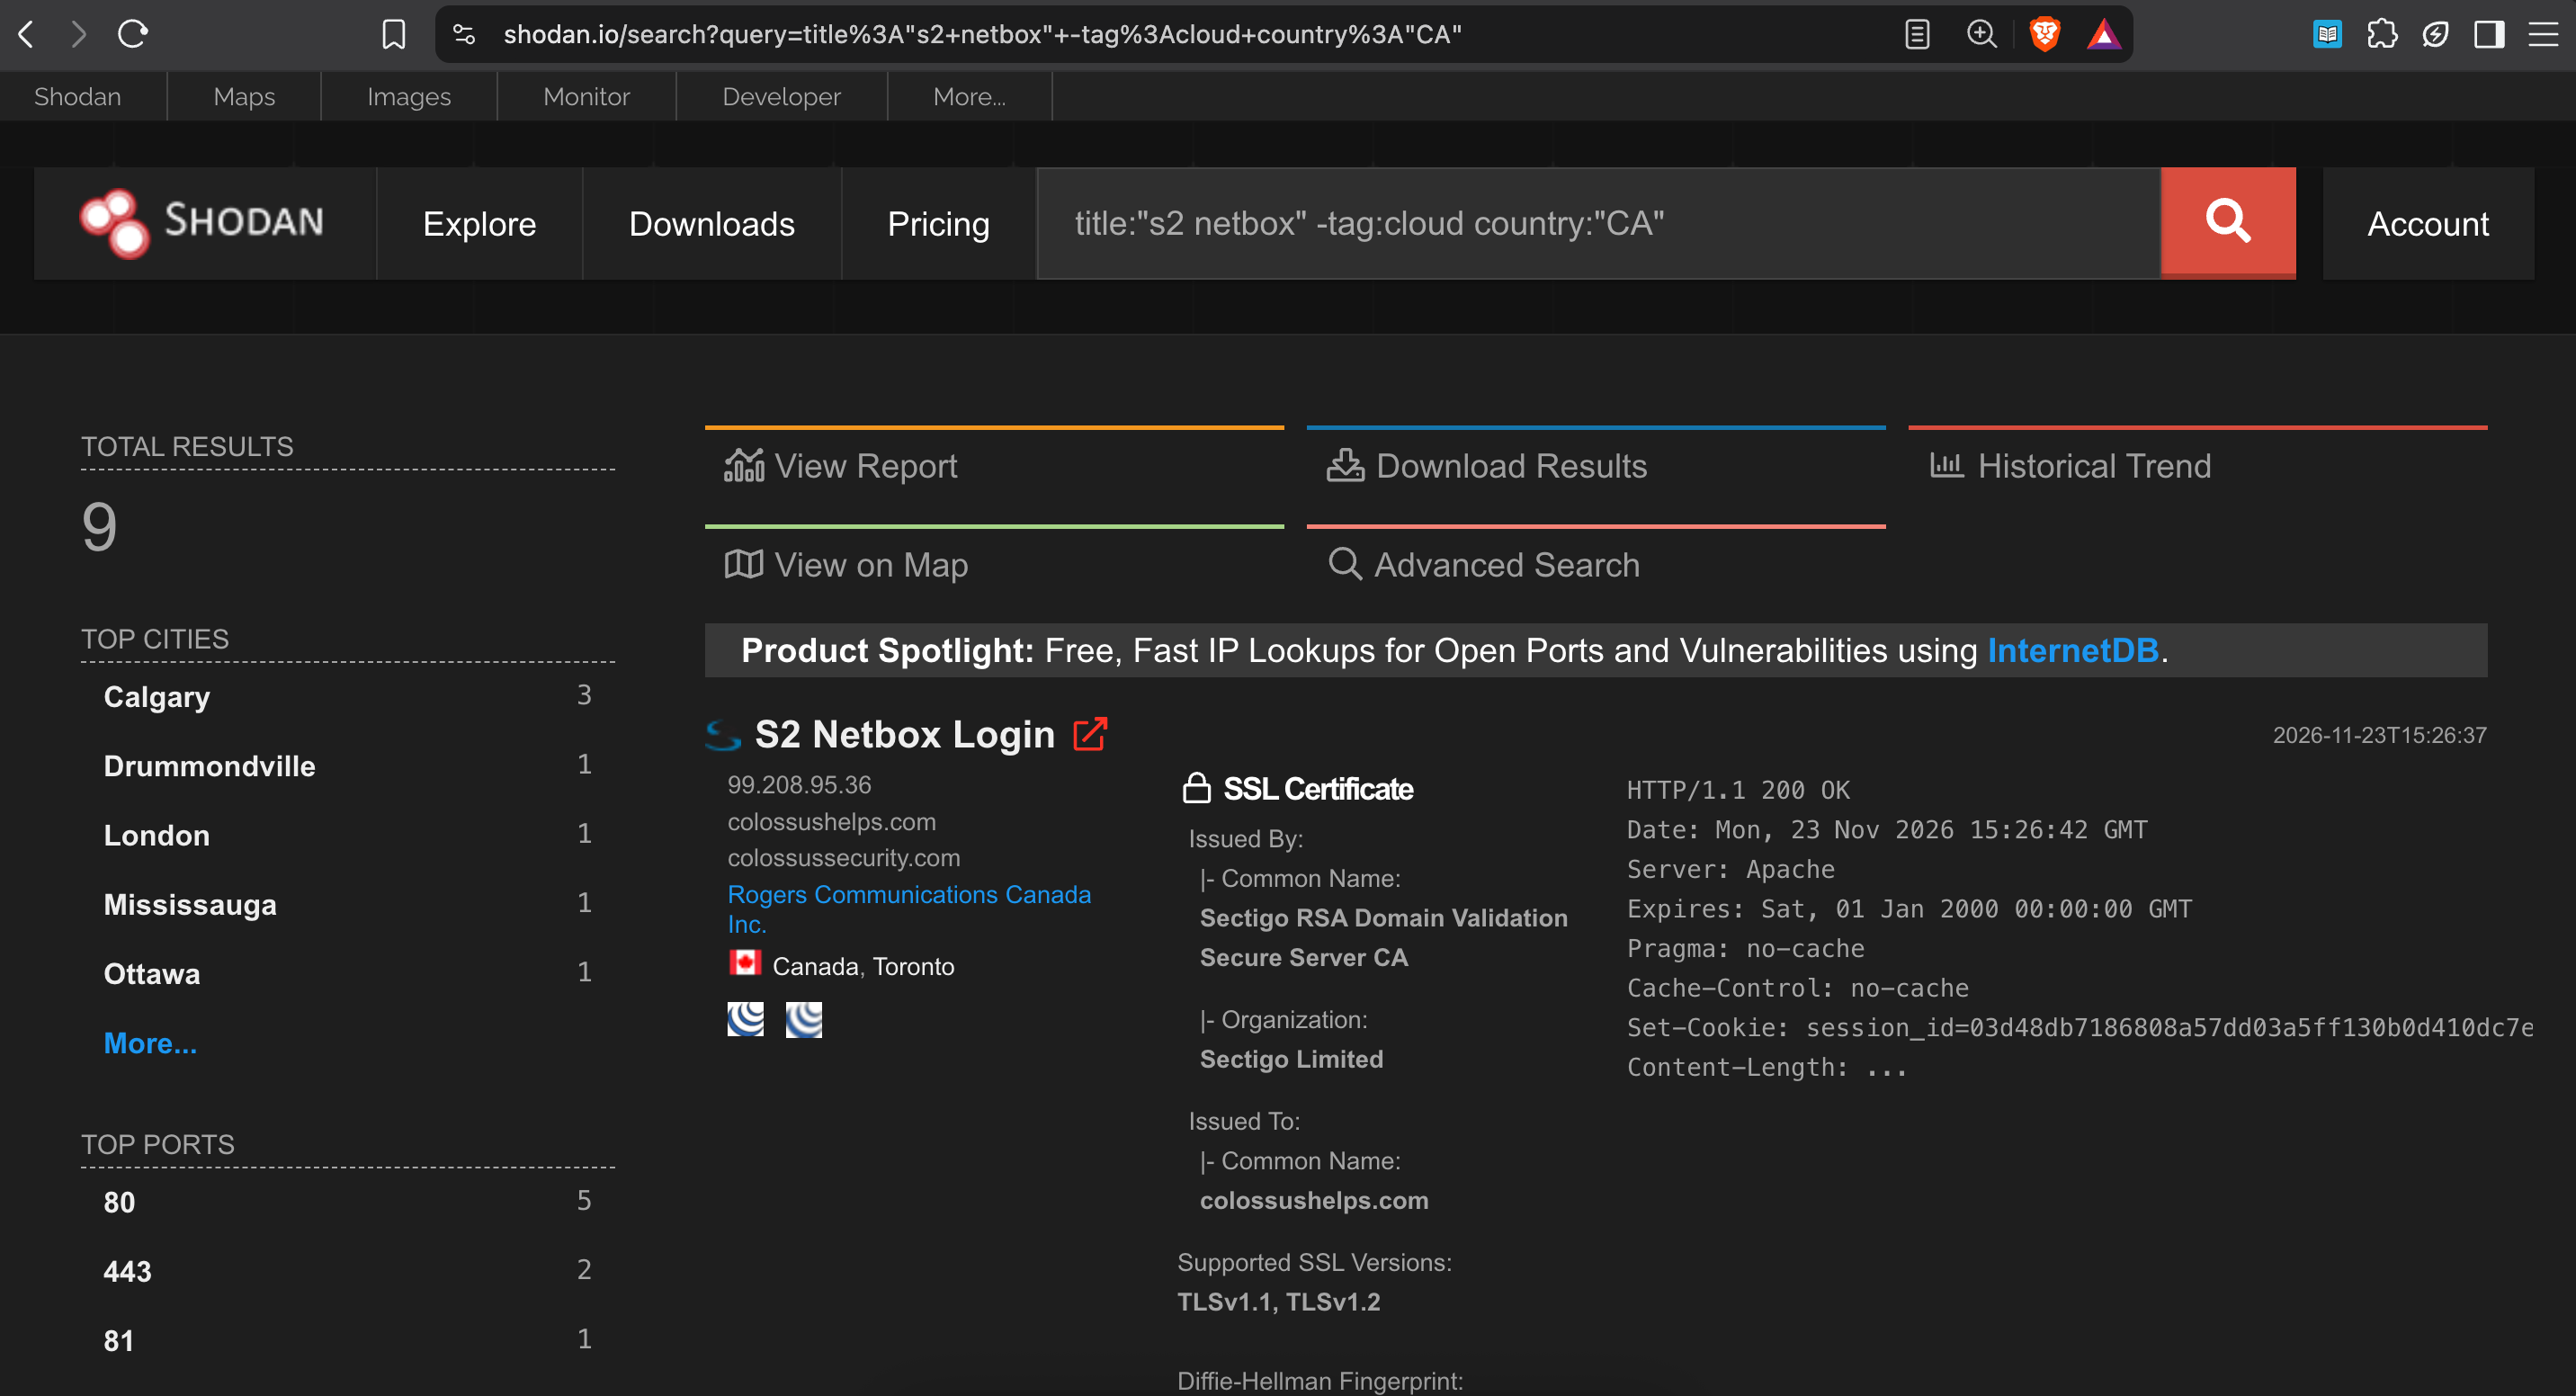 shodan.io/search?query=title%3A"s2+netbox"+-tag%3Acloud+country%3A"CA"
Shodan
Maps
Images
Monitor
Developer
More...
SHODAN
Explore
Downloads
Pricing
title:"s2 netbox" -tag:cloud country:"CA"
Account
TOTAL RESULTS
9
TOP CITIES
Calgary 3
Drummondville 1
London 1
Mississauga 1
Ottawa 1
More...
TOP PORTS
80 5
443 2
81 1
View Report
Download Results
Historical Trend
View on Map
Advanced Search
Product Spotlight: Free, Fast IP Lookups for Open Ports and Vulnerabilities using InternetDB.
S2 Netbox Login
2026-11-23T15:26:37
99.208.95.36
colossushelps.com
colossussecurity.com
Rogers Communications Canada
Inc.
Canada, Toronto
SSL Certificate
Issued By:
|- Common Name:
Sectigo RSA Domain Validation
Secure Server CA
|- Organization:
Sectigo Limited
Issued To:
|- Common Name:
colossushelps.com
Supported SSL Versions:
TLSv1.1, TLSv1.2
Diffie-Hellman Fingerprint:
HTTP/1.1 200 OK
Date: Mon, 23 Nov 2026 15:26:42 GMT
Server: Apache
Expires: Sat, 01 Jan 2000 00:00:00 GMT
Pragma: no-cache
Cache-Control: no-cache
Set-Cookie: session_id=03d48db7186808a57dd03a5ff130b0d410dc7e
Content-Length: ...